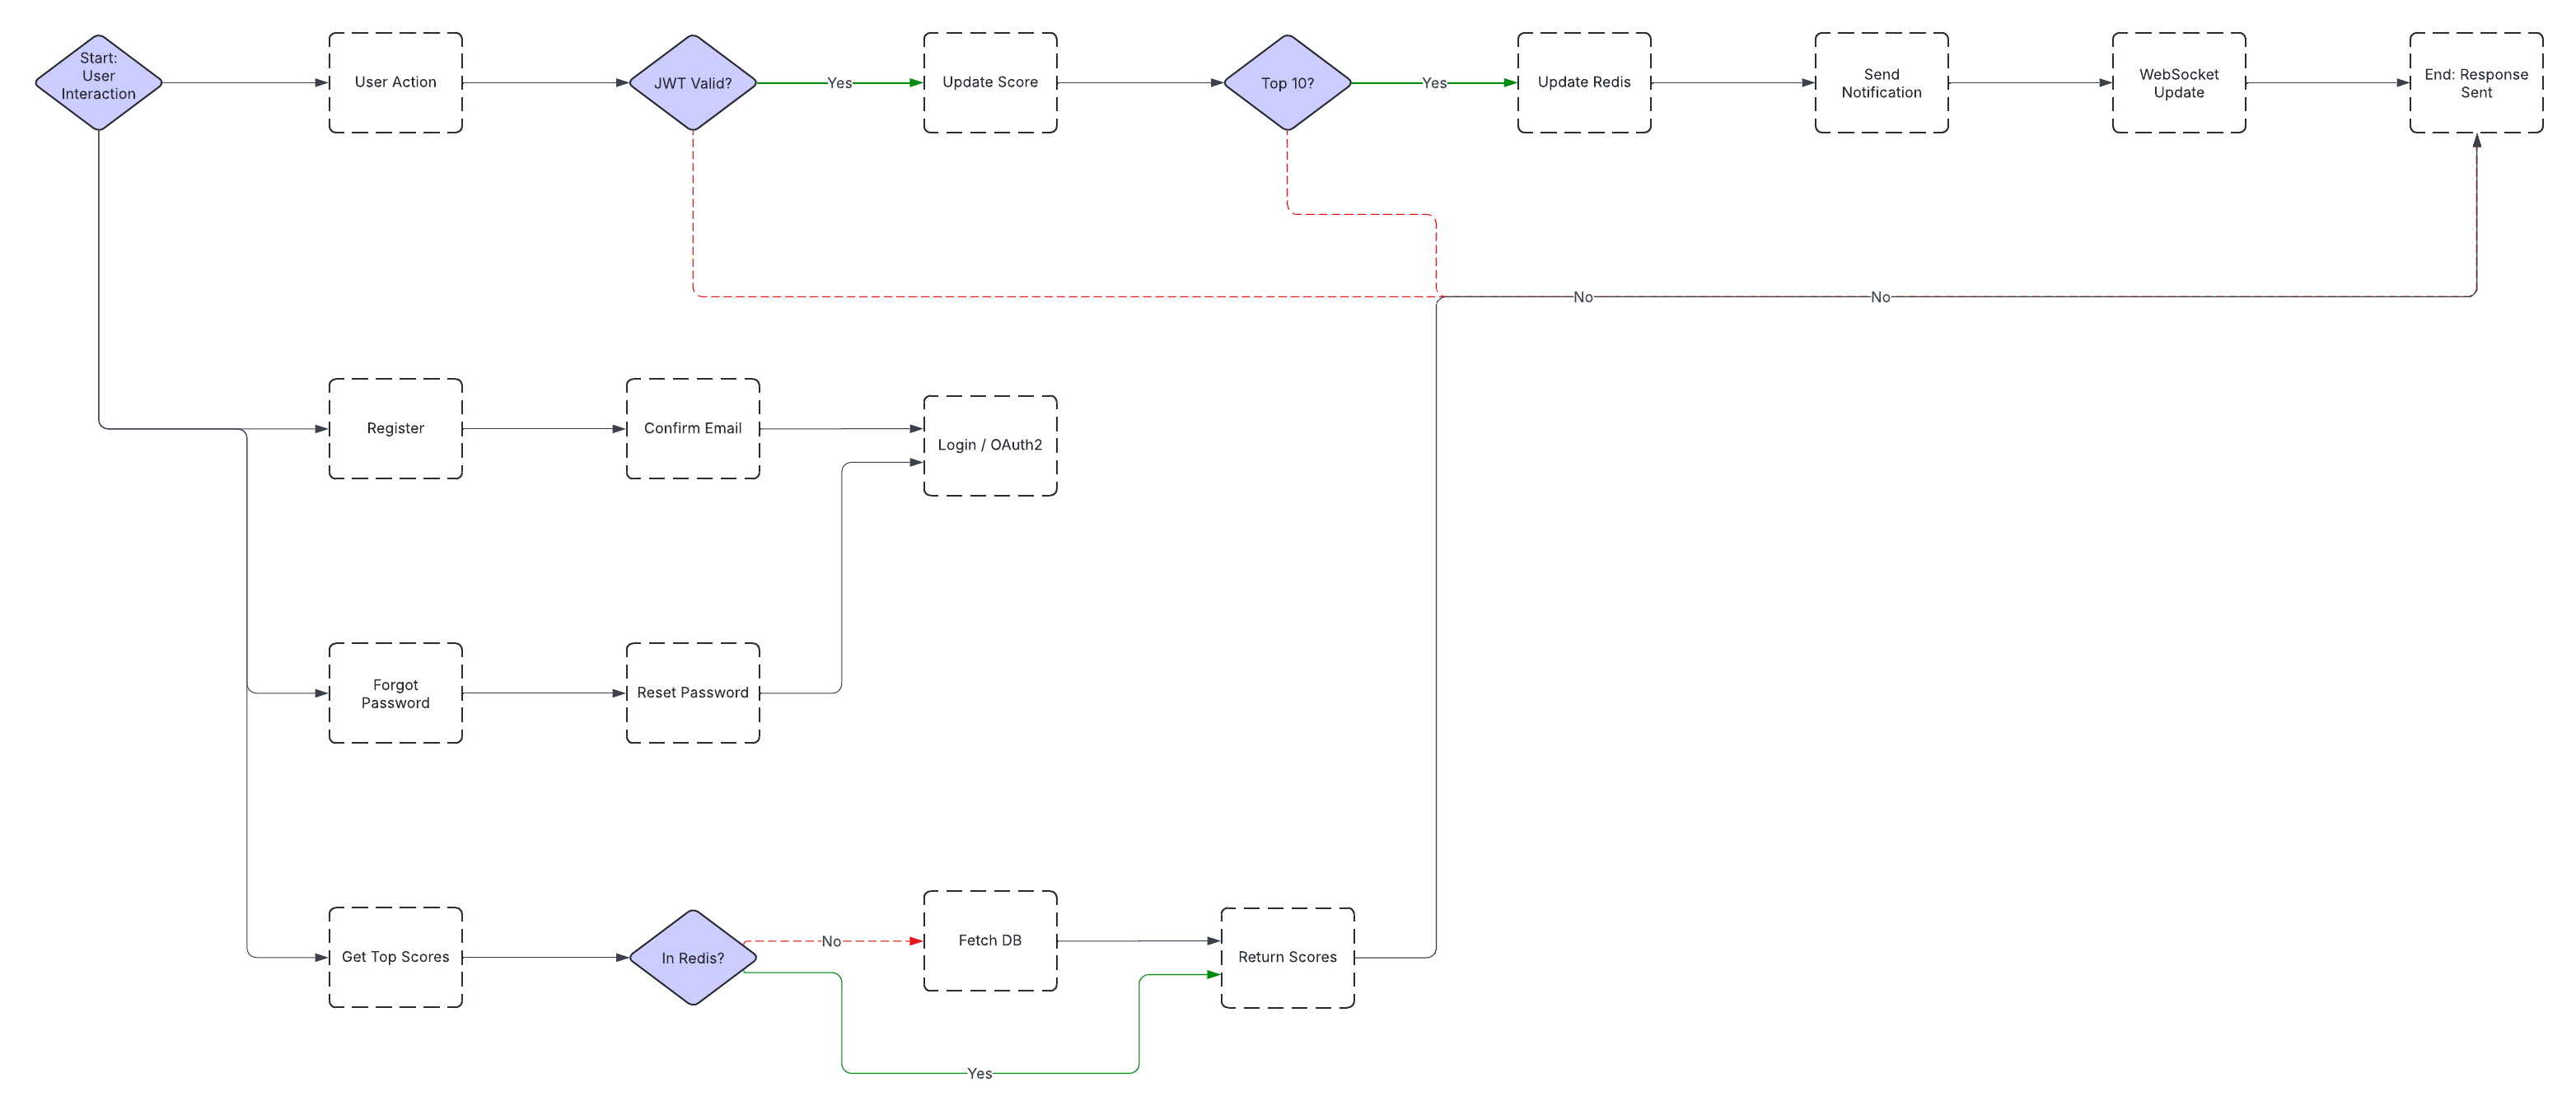 Start:
User
Interaction
User Action
JWT Valid?
Yes
Update Score
Top 10?
Yes
Update Redis
Send
Notification
WebSocket
Update
End: Response
Sent
No
No
Register
Confirm Email
Login / OAuth2
Forgot
Password
Reset Password
Get Top Scores
In Redis?
No
Fetch DB
Return Scores
Yes